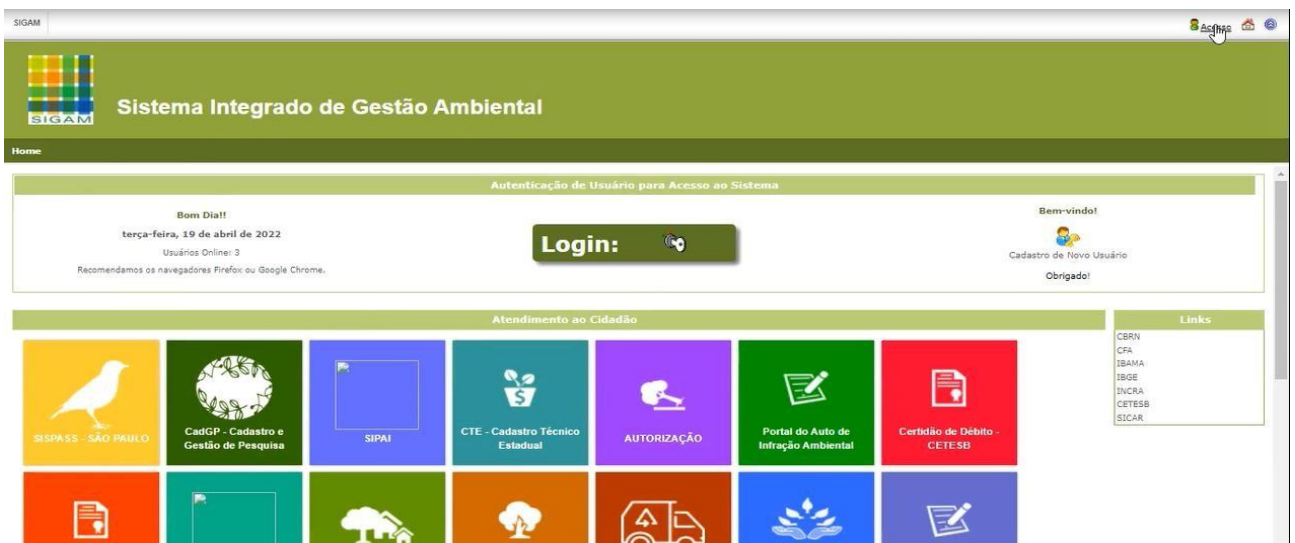 SIGAM
Acesso
SIGAM
Sistema Integrado de Gestão Ambiental
Home
Autenticação de Usuário para Acesso ao Sistema
Bom Dia!!
terça-feira, 19 de abril de 2022
Usuários Online: 3
Recomendamos os navegadores Firefox ou Google Chrome.
Login:
Bem-vindo!
Cadastro de Novo Usuário
Obrigado!
Atendimento ao Cidadão
SISPASS - SÃO PAULO
CadGP - Cadastro e
Gestão de Pesquisa
SIPAI
CTE - Cadastro Técnico
Estadual
AUTORIZAÇÃO
Portal do Auto de
Infração Ambiental
Certidão de Débito -
CETESB
Links
CBRN
CFA
IBAMA
IBGE
INCRA
CETESB
SICAR